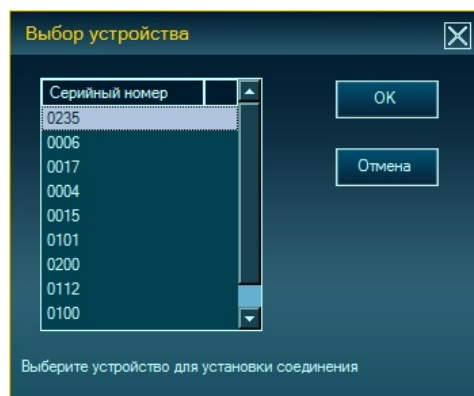 Выбор устройства
Серийный номер
0235
0006
0017
0004
0015
0101
0200
0112
0100
OK
Отмена
Выберите устройство для установки соединения